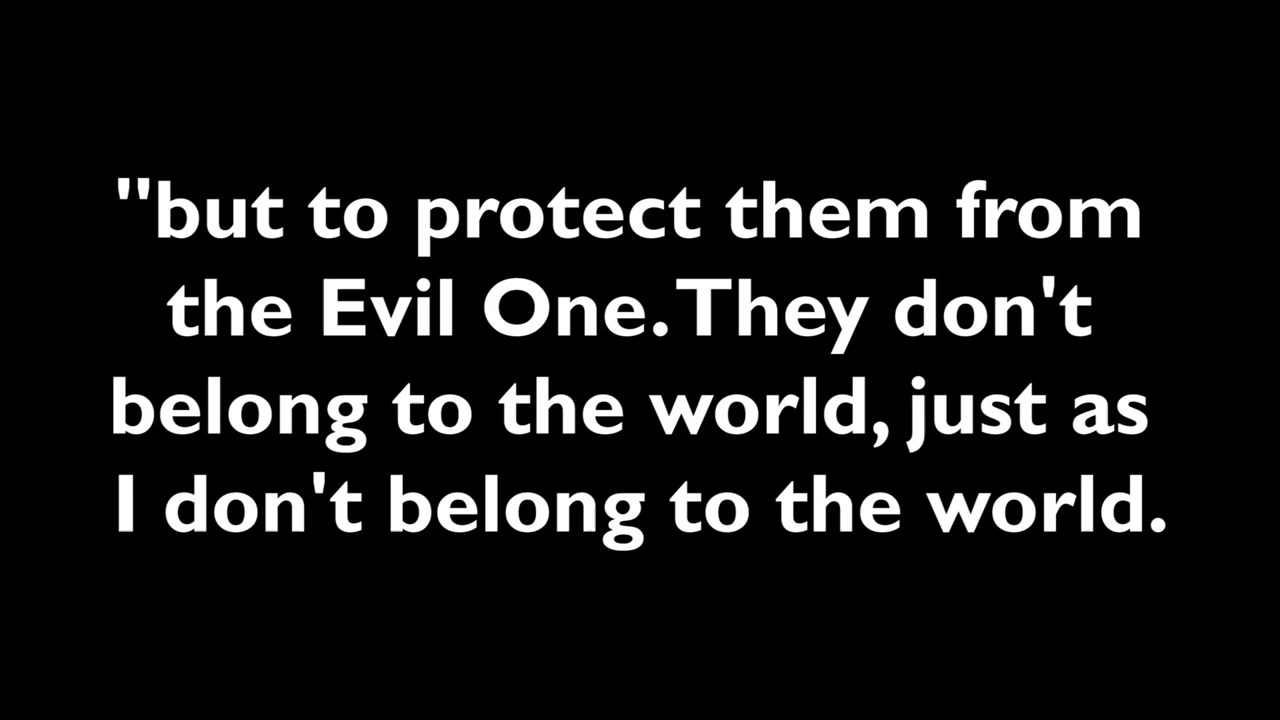 "but to protect them from
the Evil One. They don't
belong to the world, just as
I don't belong to the world.